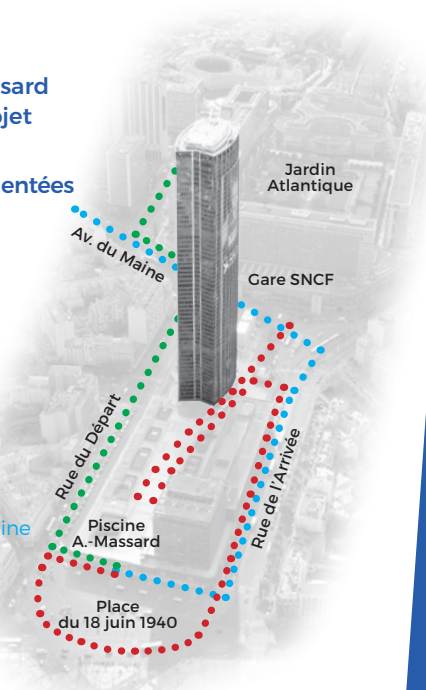 sard
jet
entées
Jardin
Atlantique
Av. du Maine
Gare SNCF
Rue du Départ
Rue de l'Arrivée
ine
Piscine
A.-Massard
Place
du 18 juin 1940